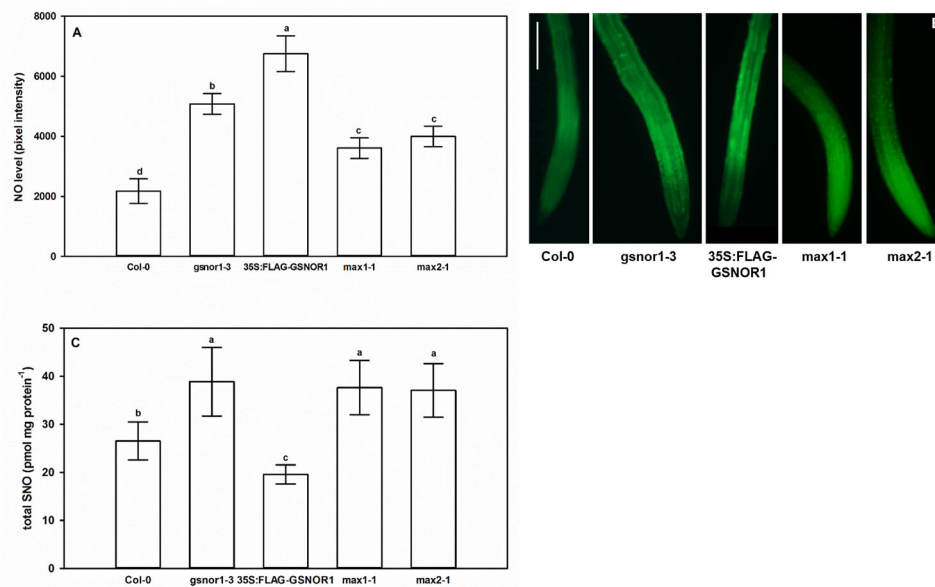 A
8000
6000
4000
2000
0
NO level (pixel intensity)
d
b
a
c
c
Col-0 gsnor1-3 35S:FLAG-GSNOR1 max1-1 max2-1
Col-0 gsnor1-3 35S:FLAG- max1-1 max2-1
GSNOR1
C
50
40
30
20
10
0
total SNO (pmol mg protein⁻¹)
b
a
c
a
a
Col-0 gsnor1-3 35S:FLAG-GSNOR1 max1-1 max2-1